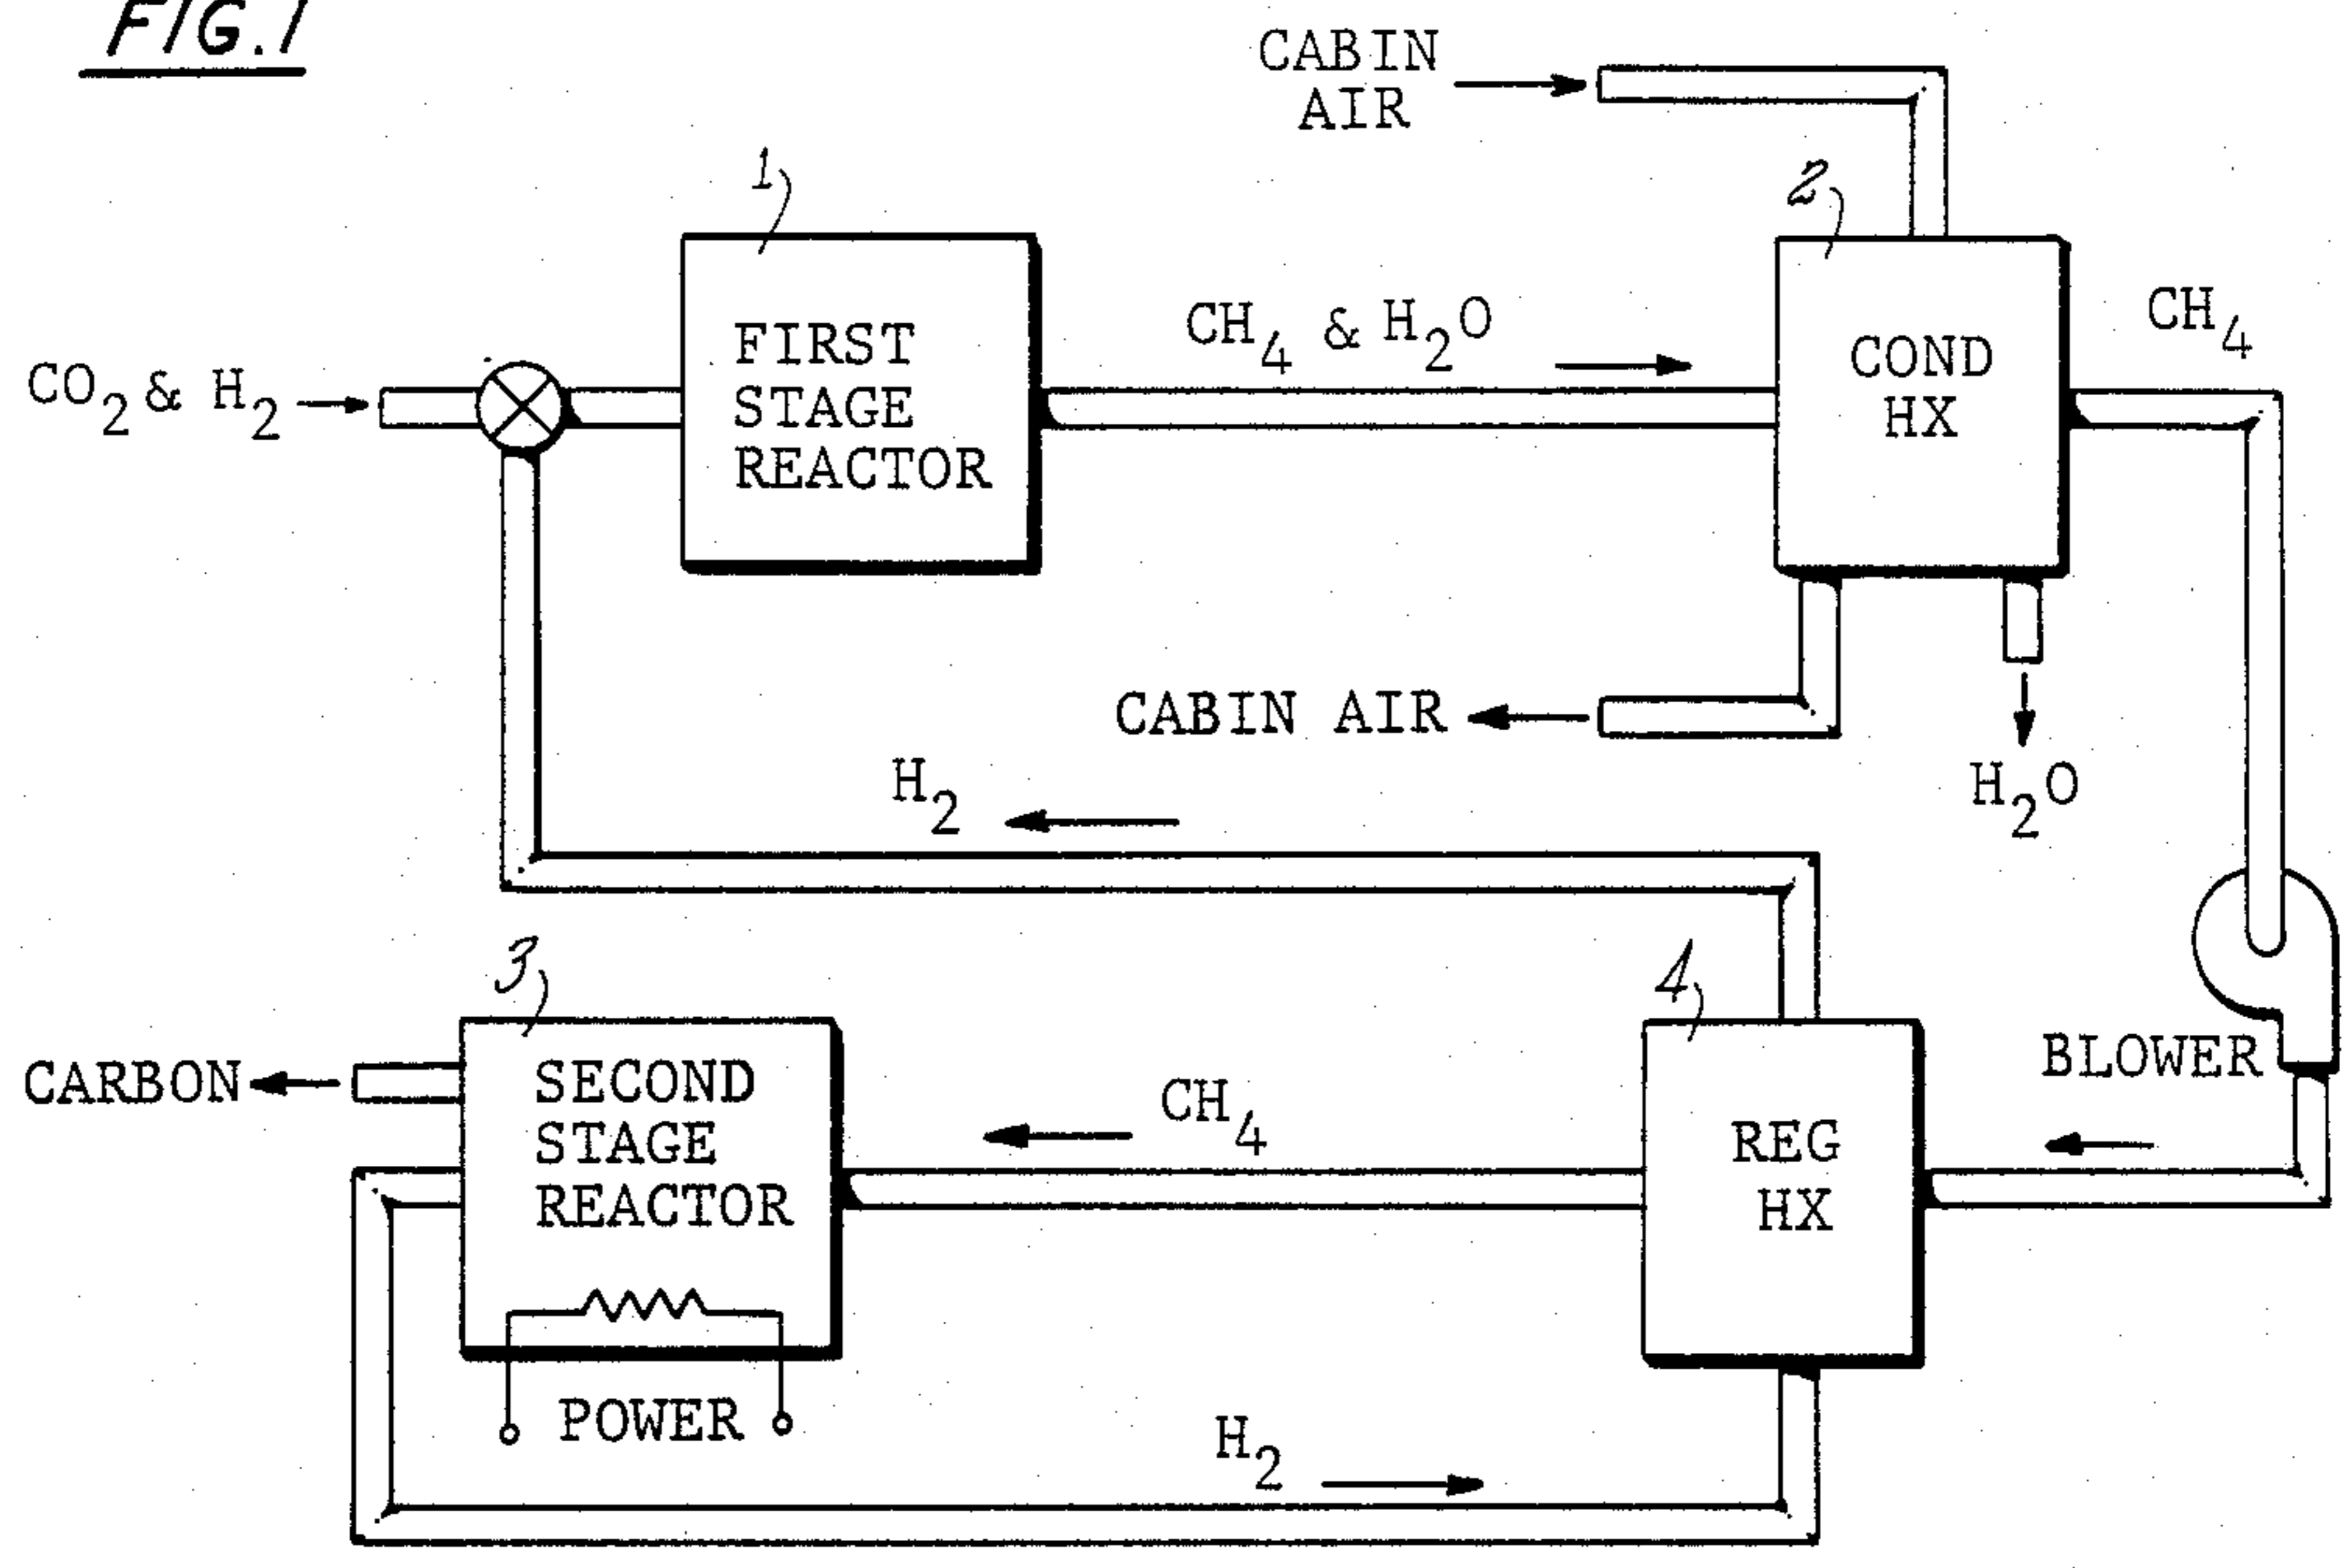 FIG.1
CABIN
AIR
1
2
CO2 & H2
FIRST
STAGE
REACTOR
CH4 & H2O
COND
HX
CH4
CABIN AIR
H2O
H2
3
4
CARBON
SECOND
STAGE
REACTOR
CH4
REG
HX
BLOWER
POWER
H2